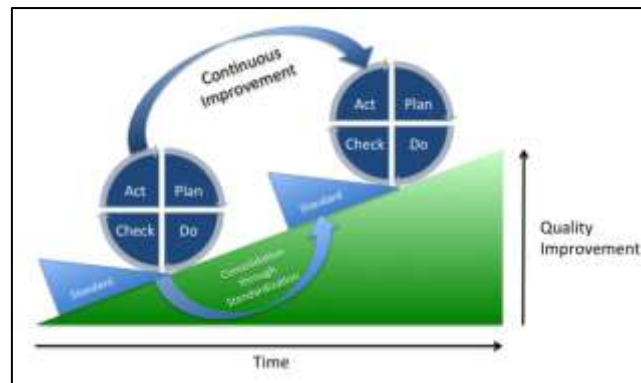 Continuous
Improvement
Act
Plan
Check
Do
Act
Plan
Check
Do
Standard
Standard
Consolidation
through
Standardization
Quality
Improvement
Time